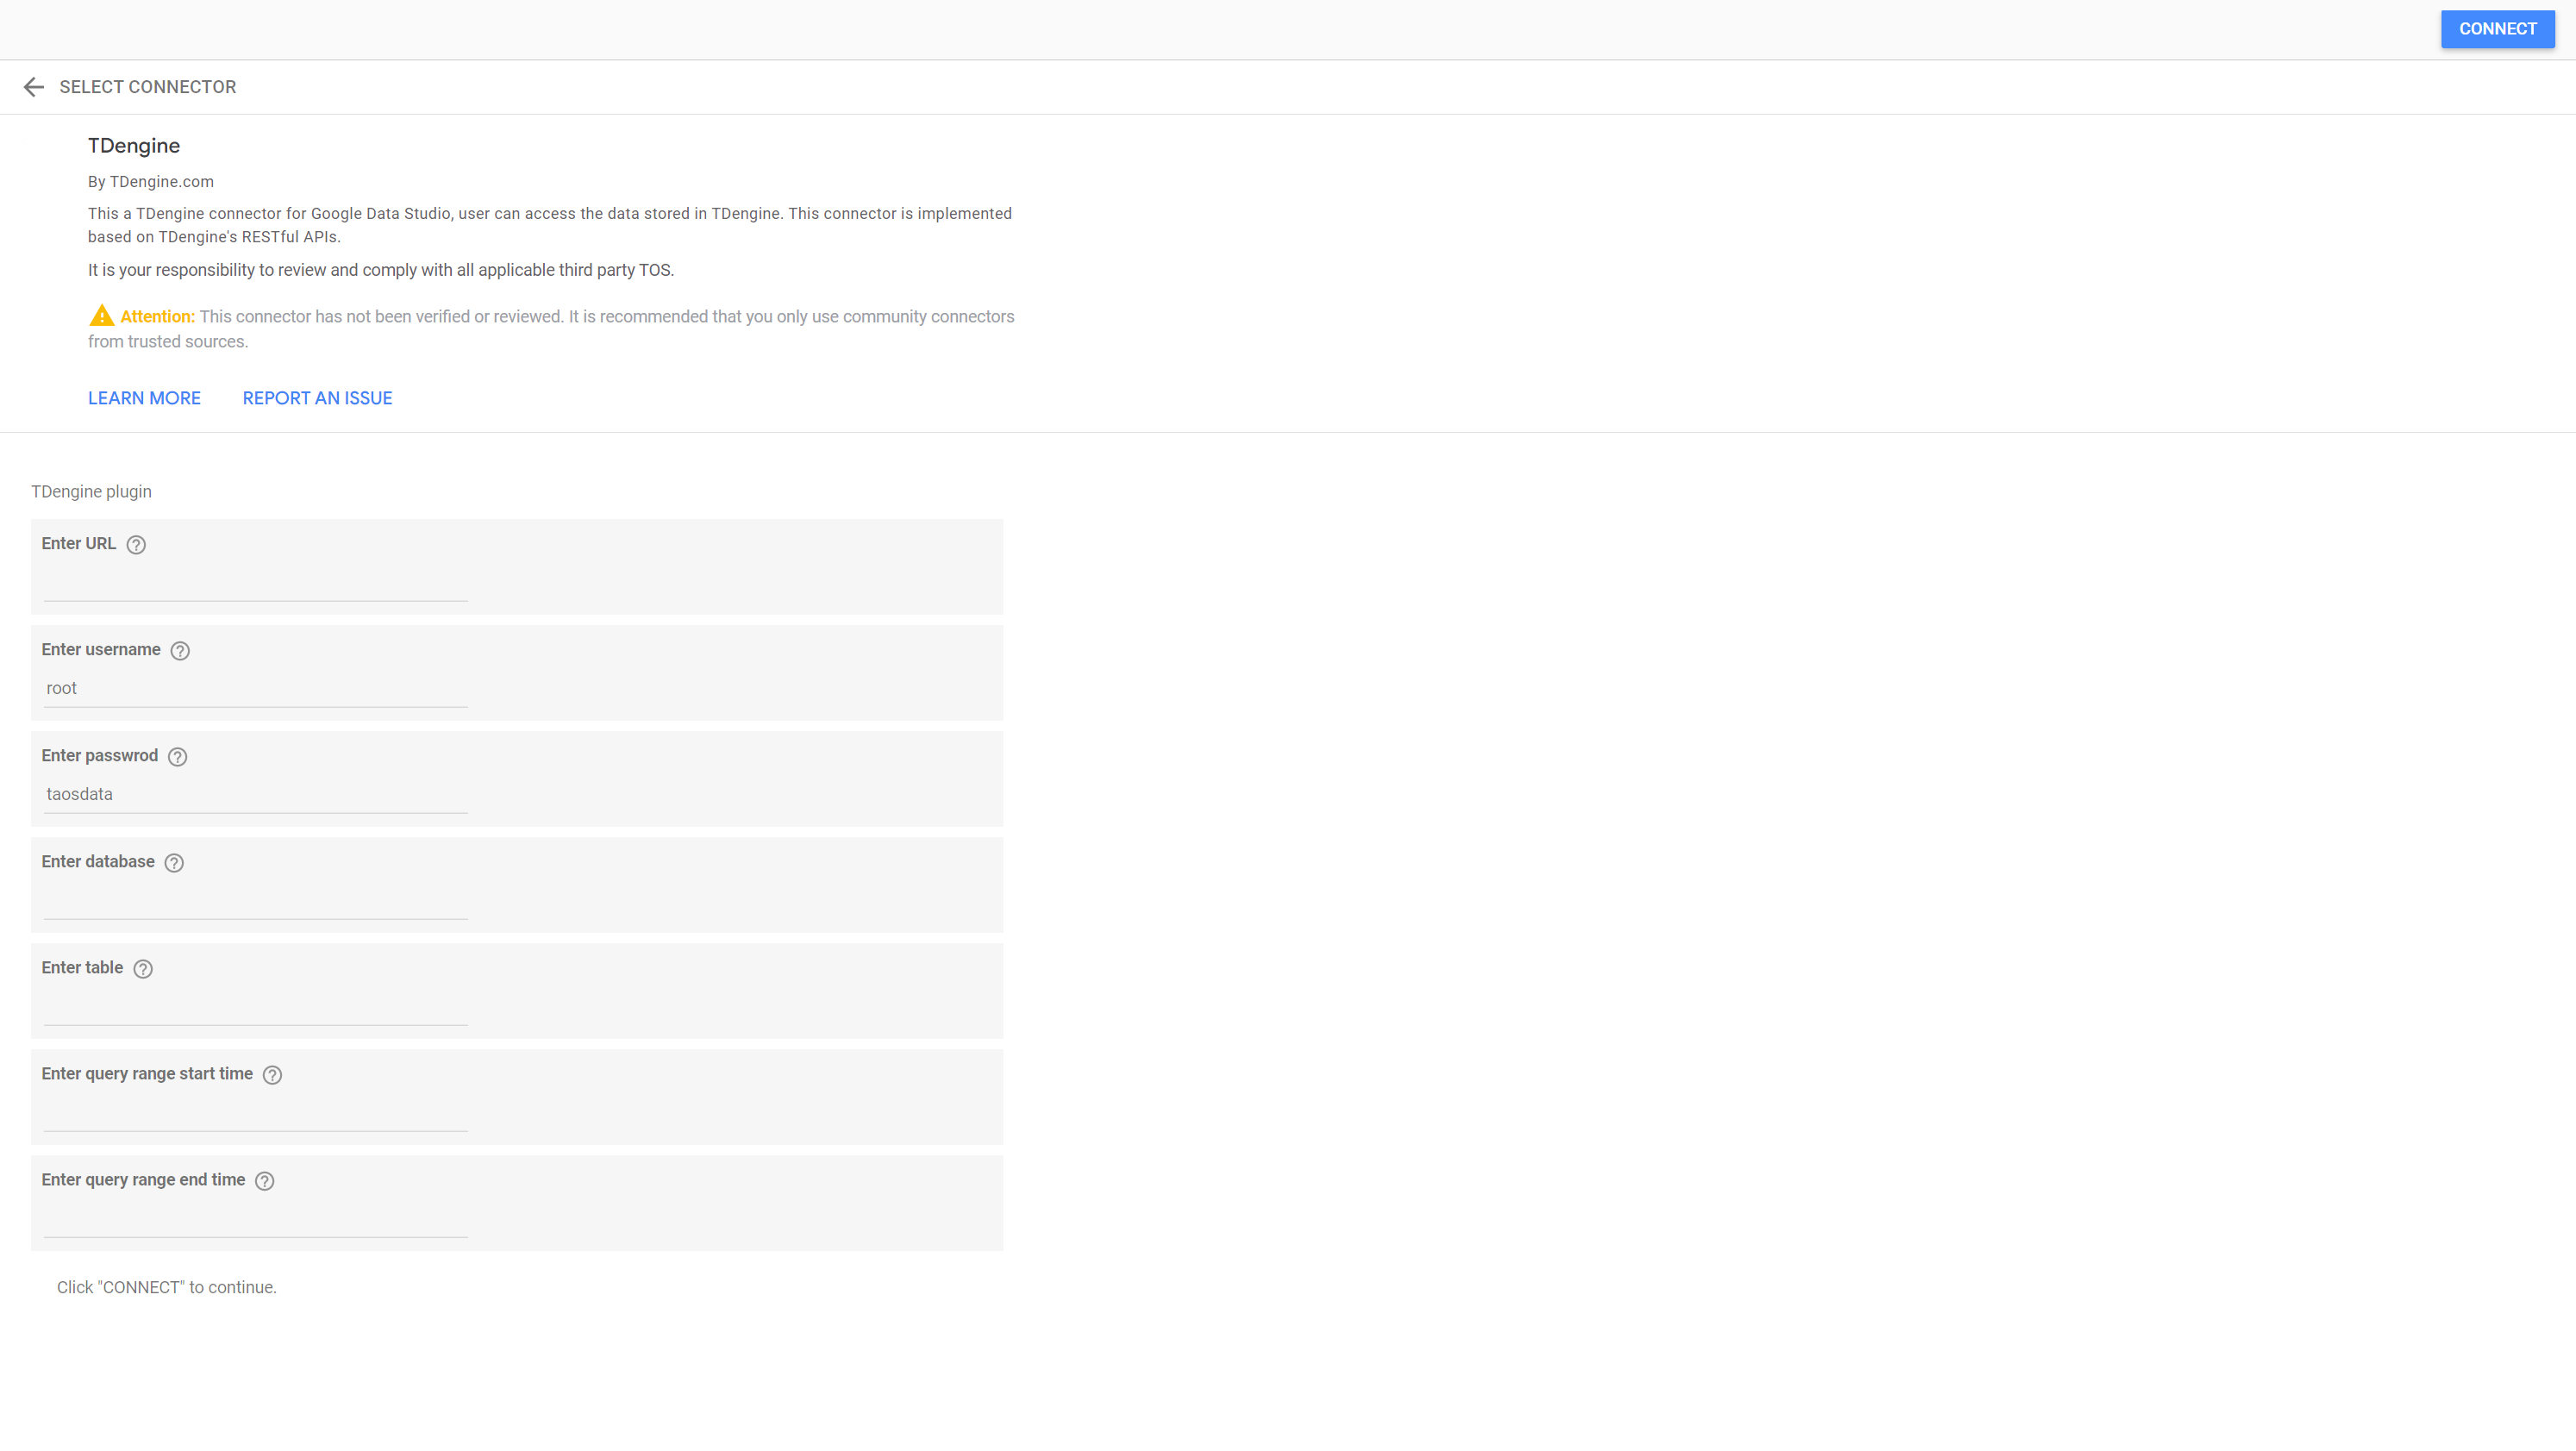 CONNECT
SELECT CONNECTOR
TDengine
By TDengine.com
This a TDengine connector for Google Data Studio, user can access the data stored in TDengine. This connector is implemented
based on TDengine's RESTful APIs.
It is your responsibility to review and comply with all applicable third party TOS.
Attention: This connector has not been verified or reviewed. It is recommended that you only use community connectors
from trusted sources.
LEARN MORE REPORT AN ISSUE
TDengine plugin
Enter URL
Enter username
root
Enter passwrod
taosdata
Enter database
Enter table
Enter query range start time
Enter query range end time
Click "CONNECT" to continue.